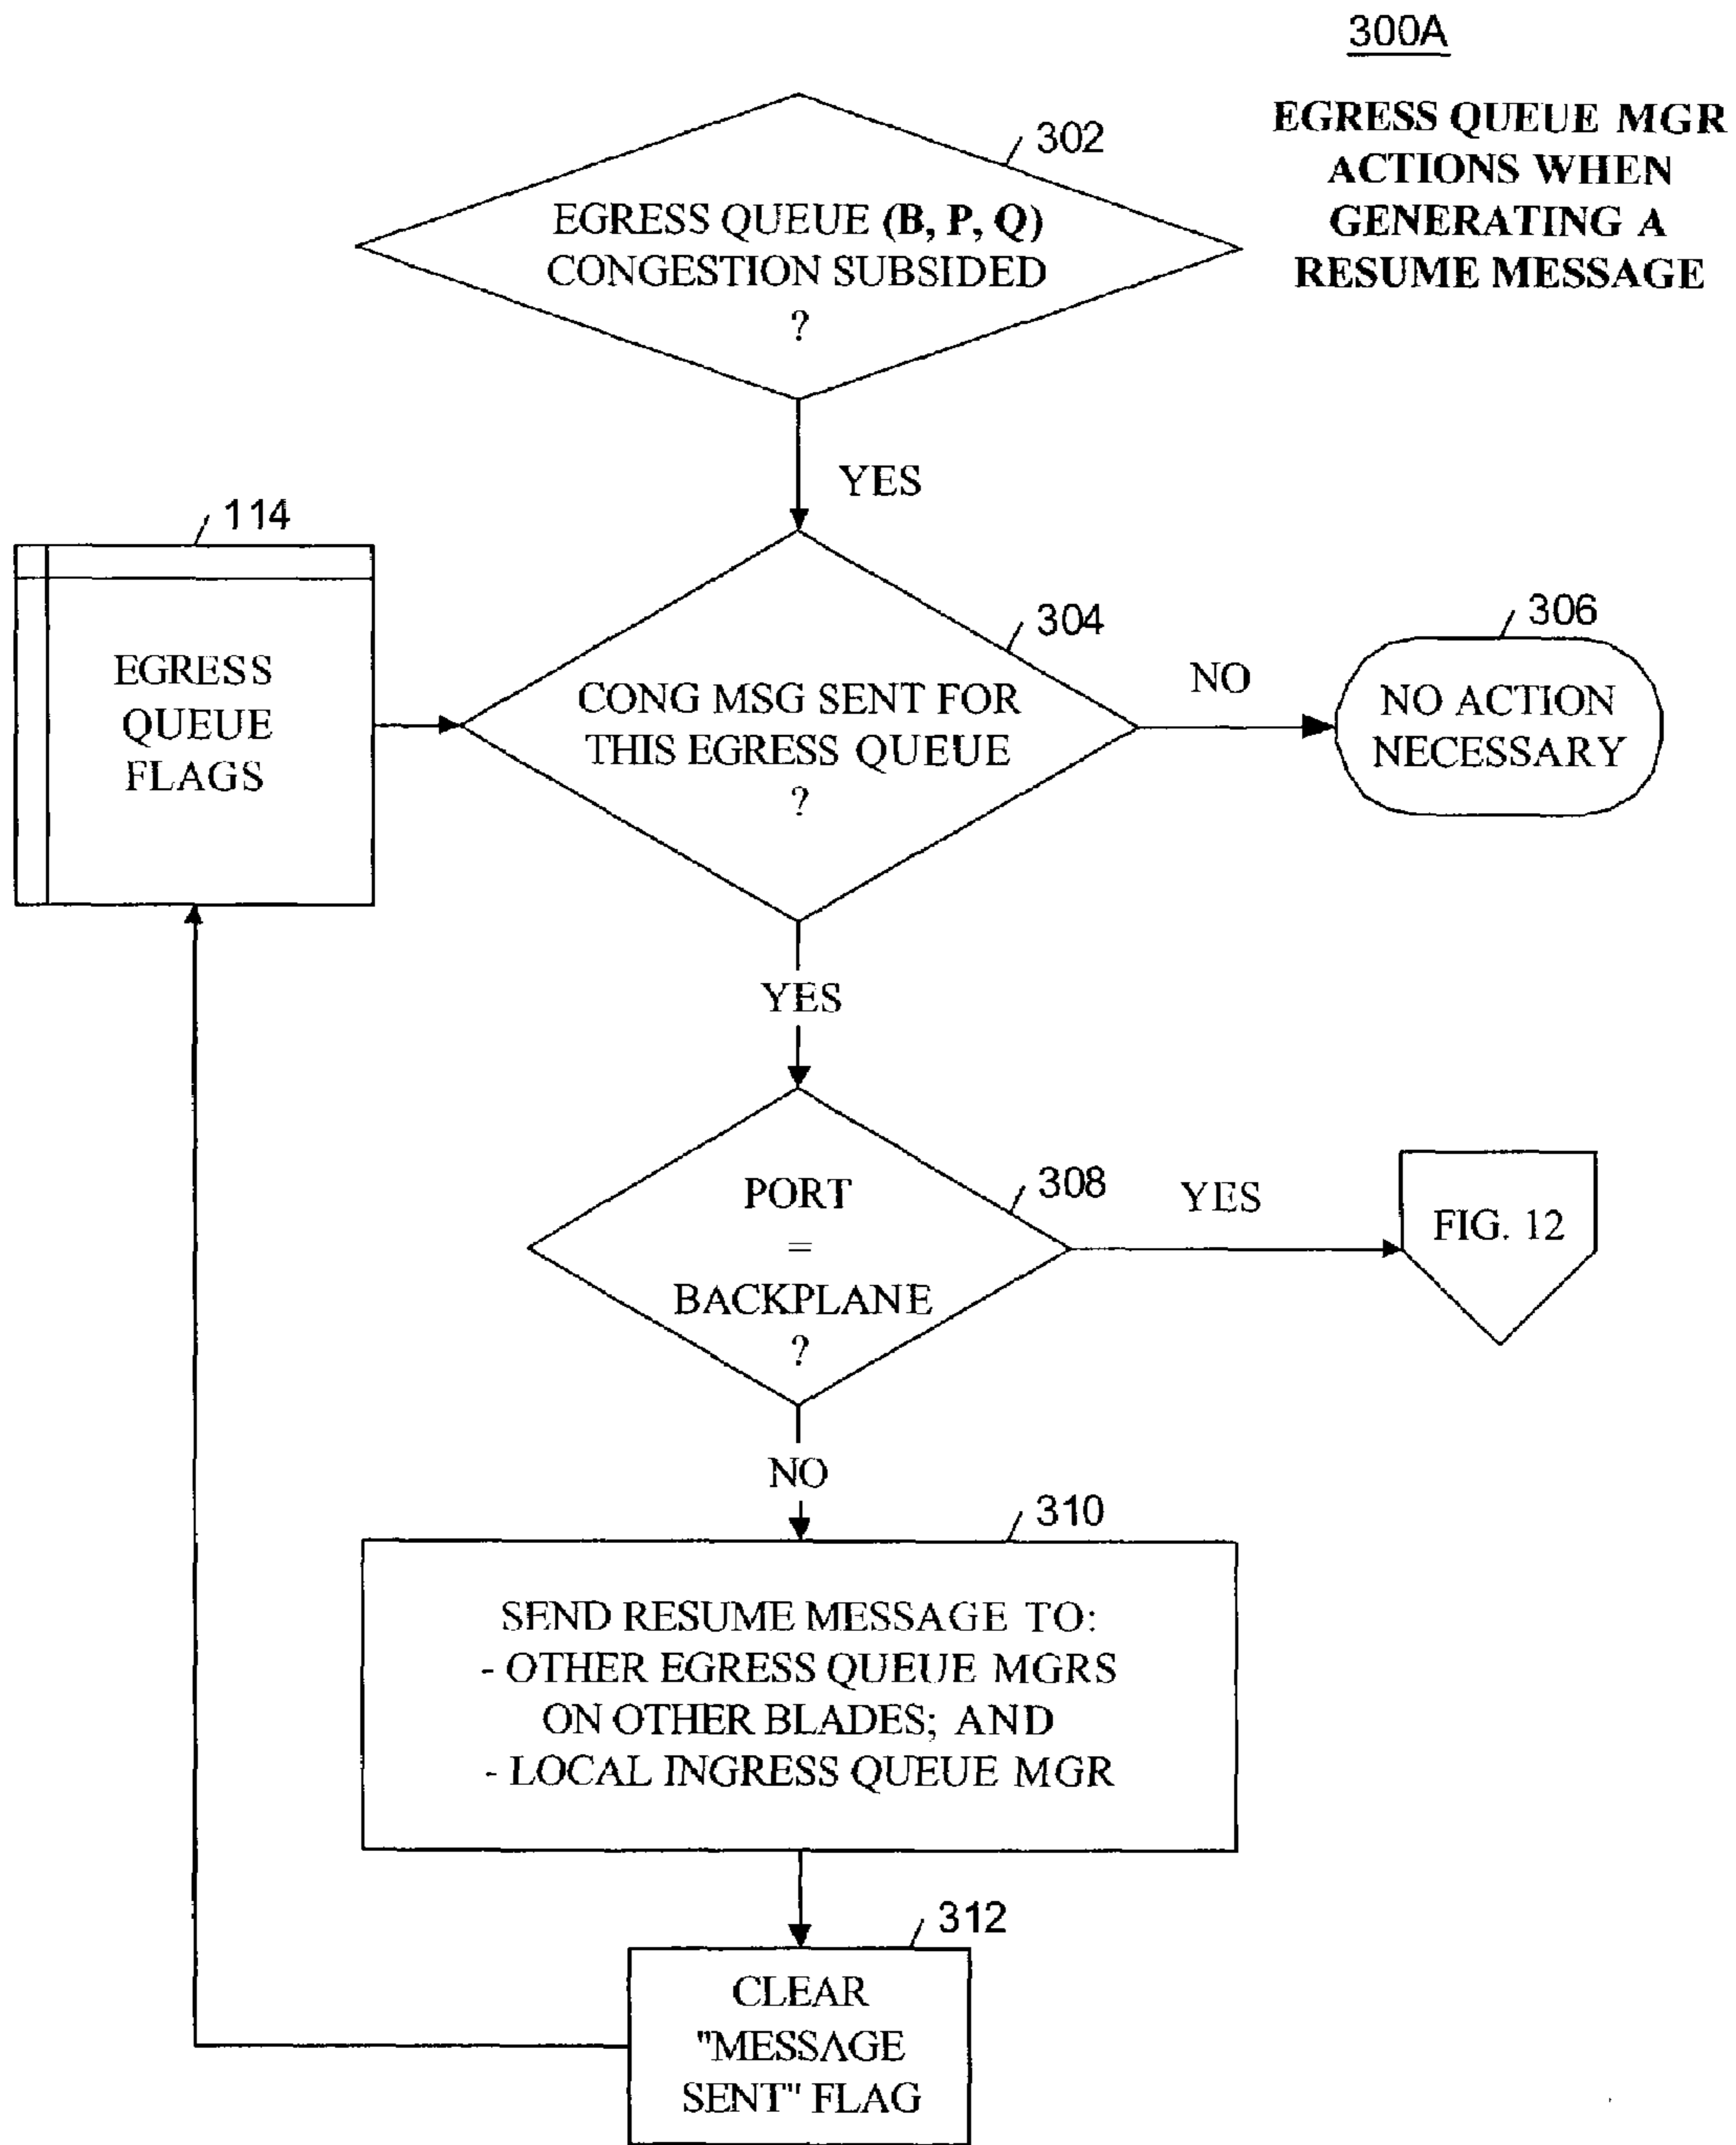 300A
EGRESS QUEUE MGR
ACTIONS WHEN
GENERATING A
RESUME MESSAGE
302
EGRESS QUEUE (B, P, Q)
CONGESTION SUBSIDED
?
YES
114
EGRESS
QUEUE
FLAGS
304
CONG MSG SENT FOR
THIS EGRESS QUEUE
?
NO
306
NO ACTION
NECESSARY
YES
308
PORT
=
BACKPLANE
?
YES
FIG. 12
NO
310
SEND RESUME MESSAGE TO:
- OTHER EGRESS QUEUE MGRS
ON OTHER BLADES; AND
- LOCAL INGRESS QUEUE MGR
312
CLEAR
"MESSAGE
SENT" FLAG